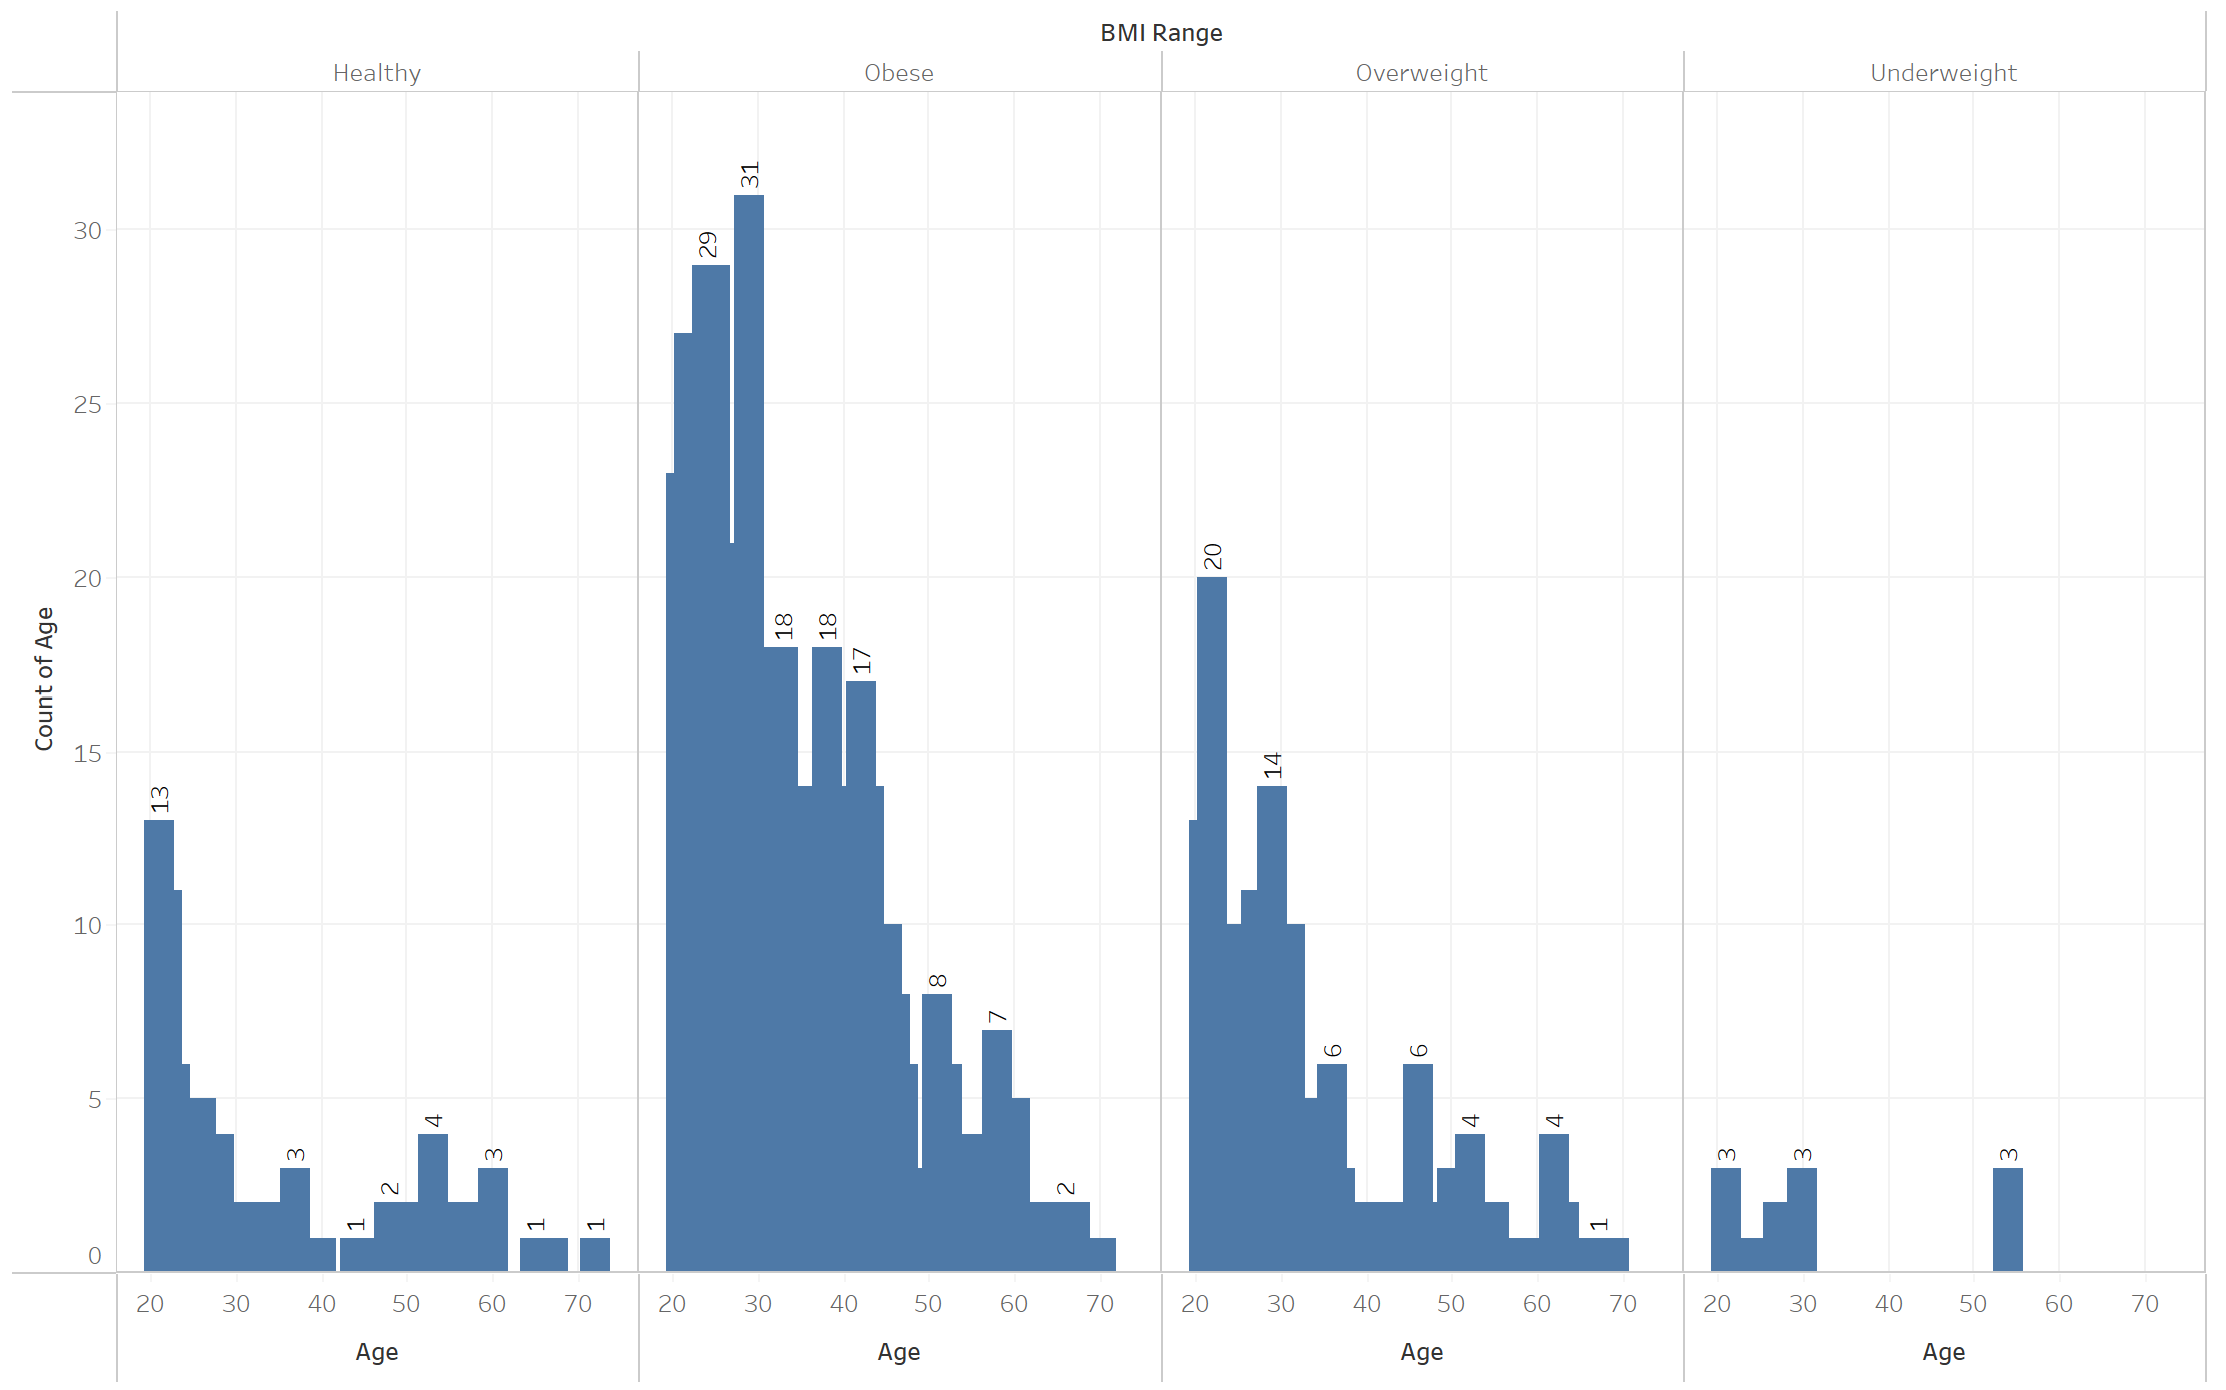 BMI Range
Healthy Obese Overweight Underweight
Count of Age
30
25
20
15
10
5
0
13 3 1 2 4 3 1 1
29 31 18 18 17 8 7 2
20 14 6 6 4 4 1
3 3 3
20 30 40 50 60 70 20 30 40 50 60 70 20 30 40 50 60 70 20 30 40 50 60 70
Age Age Age Age